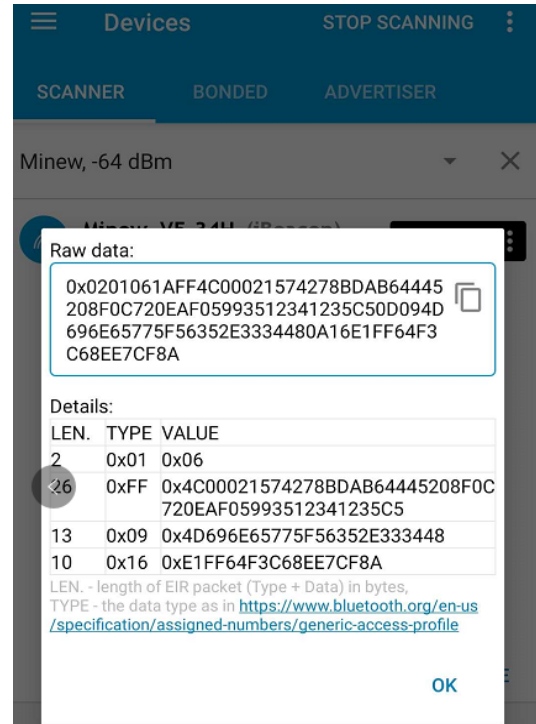 Devices STOP SCANNING
SCANNER BONDED ADVERTISER
Minew, -64 dBm
Raw data:
0x0201061AFF4C00021574278BDAB64445
208F0C720EAF05993512341235C50D094D
696E65775F56352E3334480A16E1FF64F3
C68EE7CF8A
Details:
LEN. TYPE VALUE
2 0x01 0x06
26 0xFF 0x4C00021574278BDAB64445208F0C
720EAF05993512341235C5
13 0x09 0x4D696E65775F56352E333448
10 0x16 0xE1FF64F3C68EE7CF8A
LEN. - length of EIR packet (Type + Data) in bytes,
TYPE - the data type as in https://www.bluetooth.org/en-us
/specification/assigned-numbers/generic-access-profile
OK